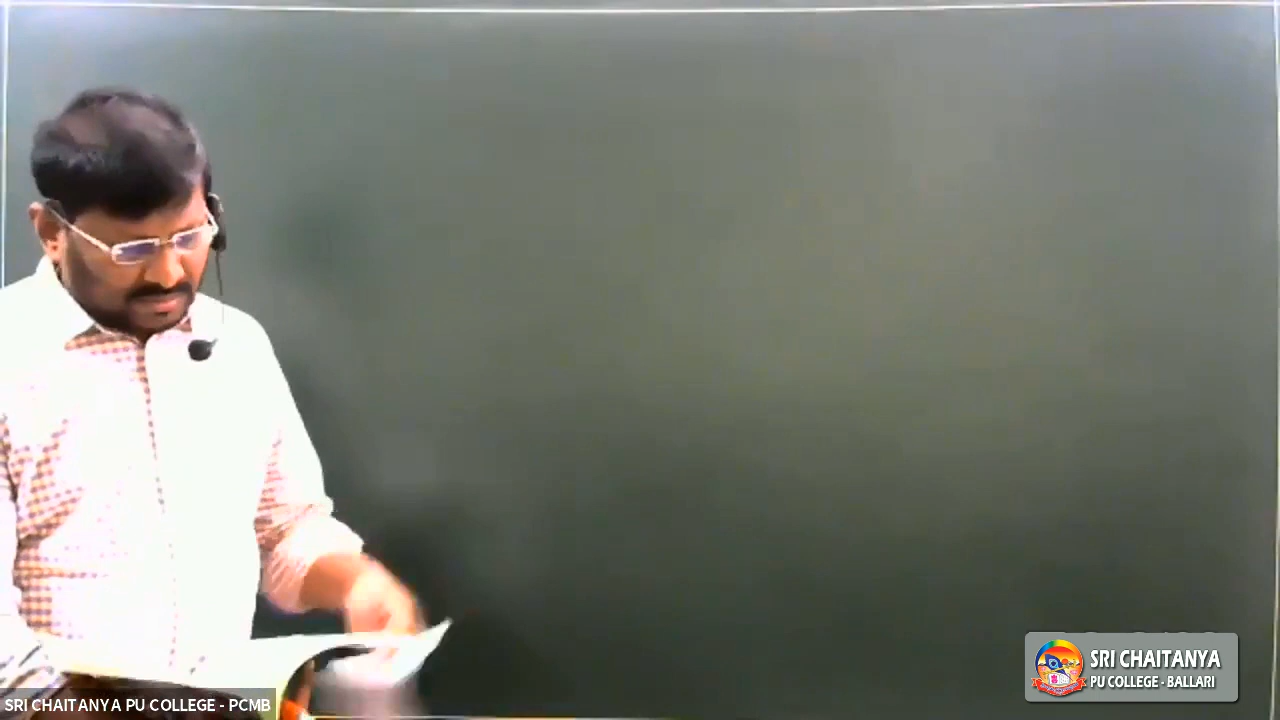 SRI CHAITANYA
PU COLLEGE - BALLARI
SRI CHAITANYA PU COLLEGE - PCMB